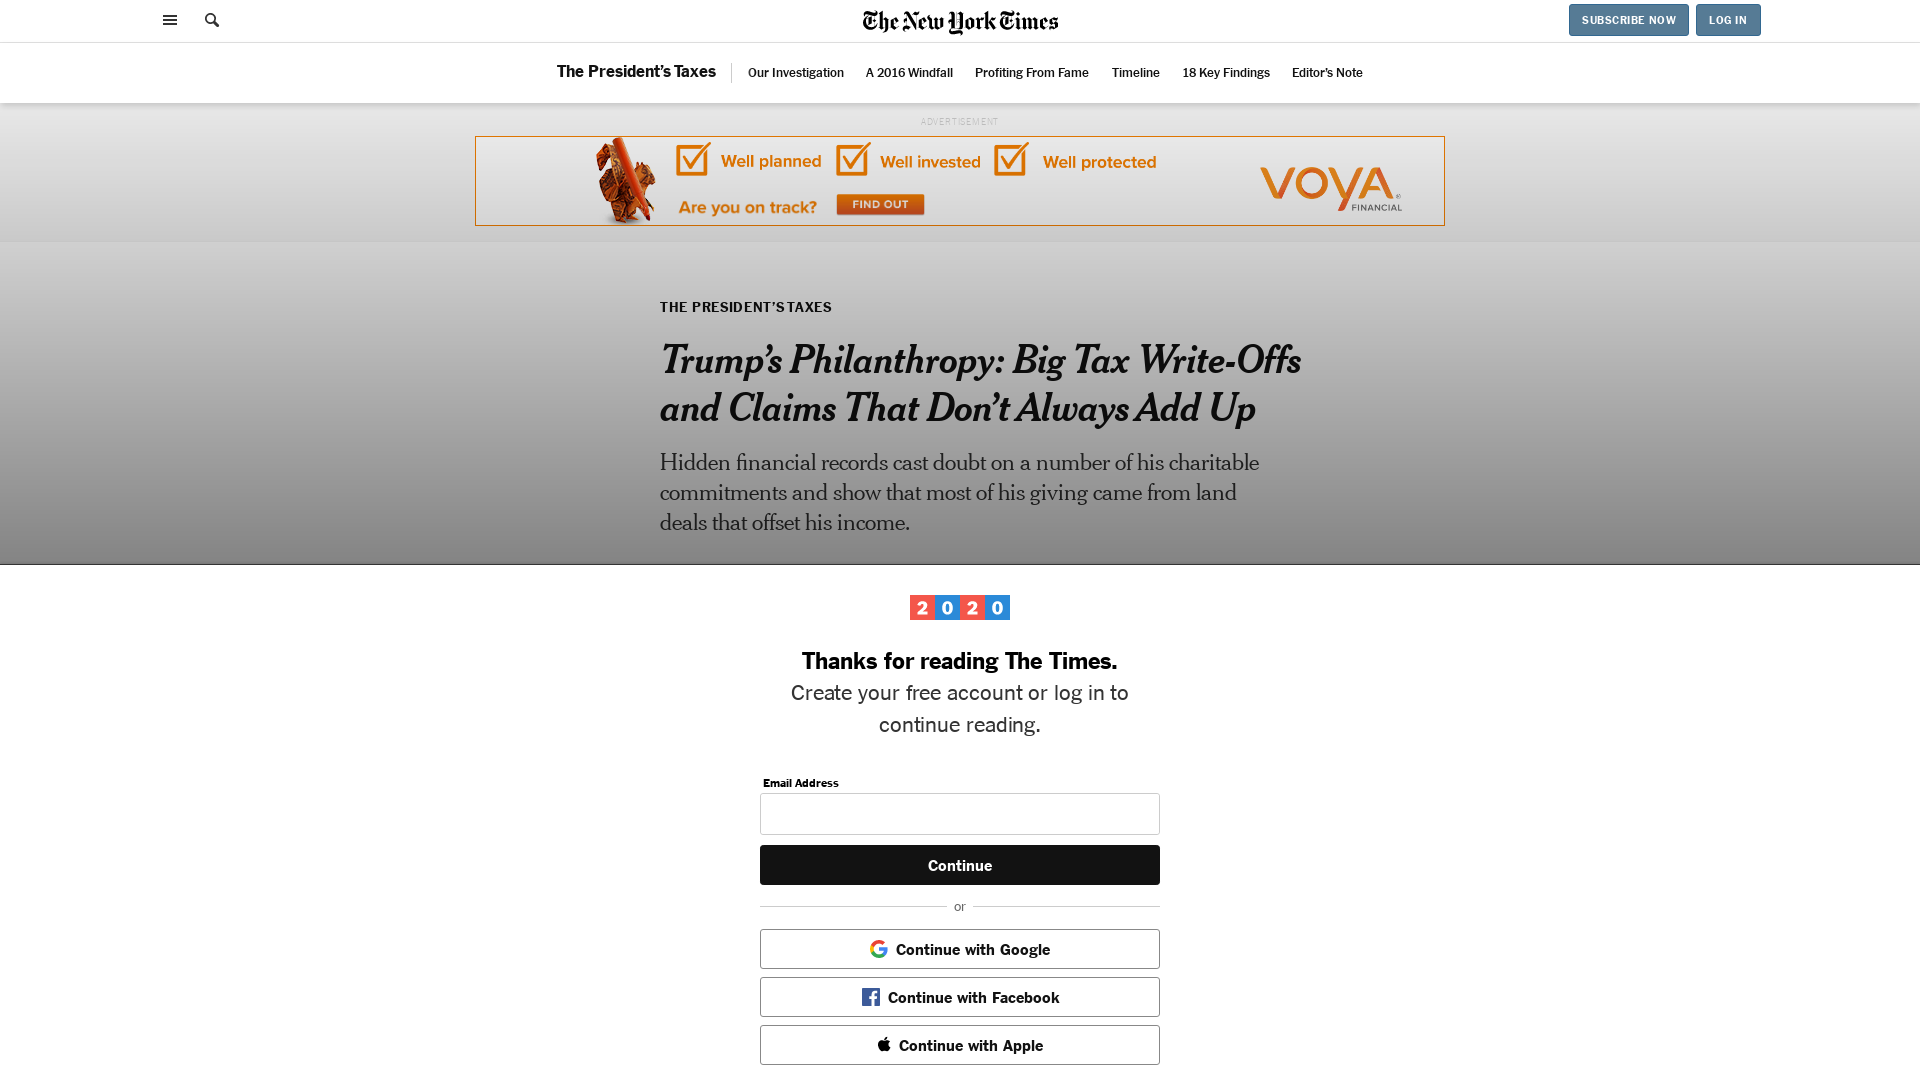 The New York Times
SUBSCRIBE NOW
LOG IN
The President’s Taxes
Our Investigation
A 2016 Windfall
Profiting From Fame
Timeline
18 Key Findings
Editor’s Note
ADVERTISEMENT
Well planned
Well invested
Well protected
Are you on track?
FIND OUT
VOYA®
FINANCIAL
THE PRESIDENT’S TAXES
Trump’s Philanthropy: Big Tax Write-Offs
and Claims That Don’t Always Add Up
Hidden financial records cast doubt on a number of his charitable
commitments and show that most of his giving came from land
deals that offset his income.
2020
Thanks for reading The Times.
Create your free account or log in to
continue reading.
Email Address
Continue
or
Continue with Google
Continue with Facebook
Continue with Apple